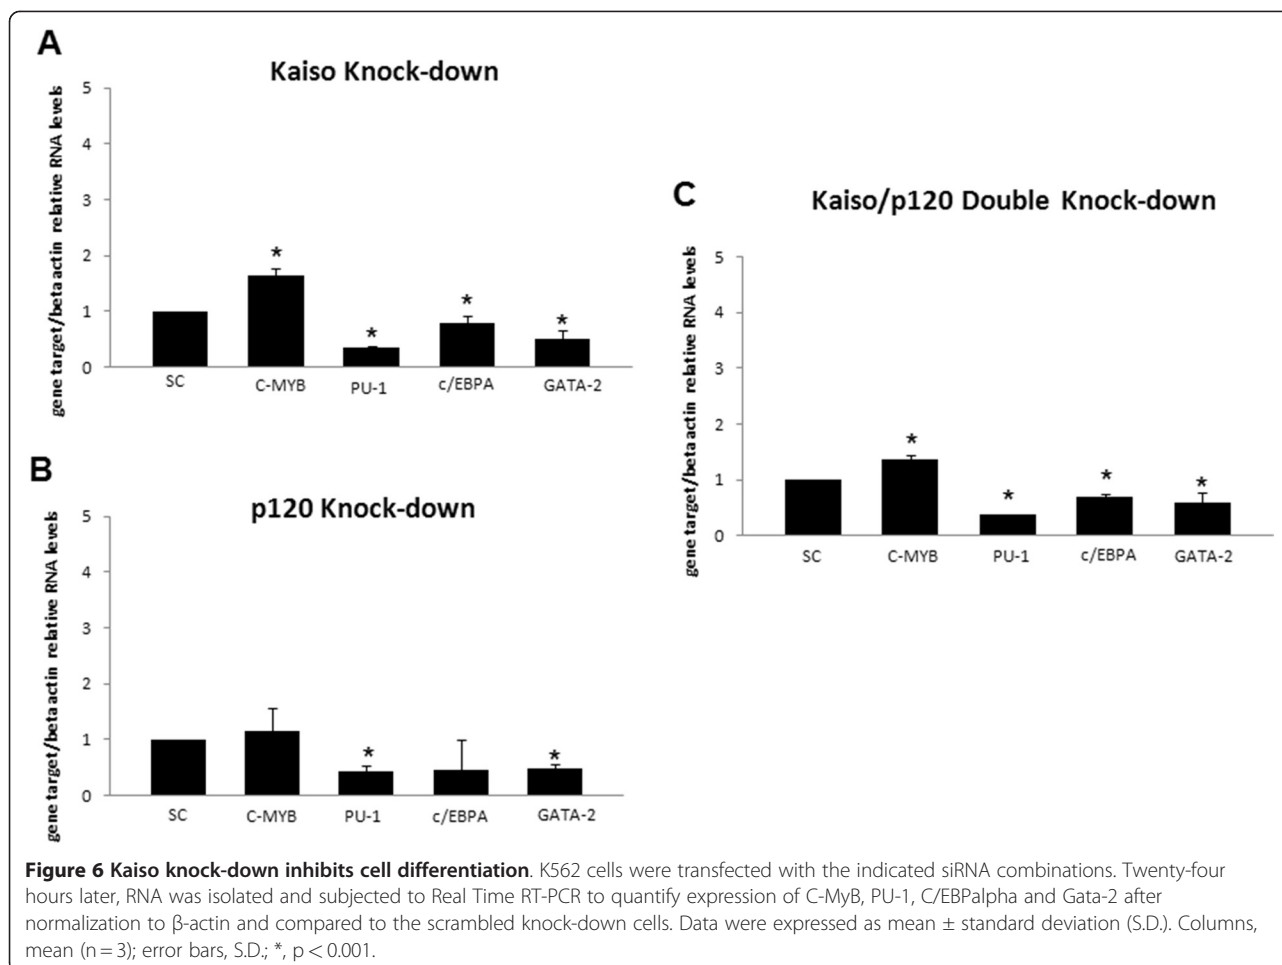 A
Kaiso Knock-down
gene target/beta actin relative RNA levels
5
4
3
2
1
0
*
*
*
*
SC
C-MYB
PU-1
c/EBPA
GATA-2
B
p120 Knock-down
gene target/beta actin relative RNA levels
5
4
3
2
1
0
*
*
SC
C-MYB
PU-1
c/EBPA
GATA-2
C
Kaiso/p120 Double Knock-down
gene target/beta actin relative RNA levels
5
4
3
2
1
0
*
*
*
*
SC
C-MYB
PU-1
c/EBPA
GATA-2
Figure 6 Kaiso knock-down inhibits cell differentiation. K562 cells were transfected with the indicated siRNA combinations. Twenty-four
hours later, RNA was isolated and subjected to Real Time RT-PCR to quantify expression of C-MyB, PU-1, C/EBPalpha and Gata-2 after
normalization to β-actin and compared to the scrambled knock-down cells. Data were expressed as mean ± standard deviation (S.D.). Columns,
mean (n = 3); error bars, S.D.; *, p < 0.001.